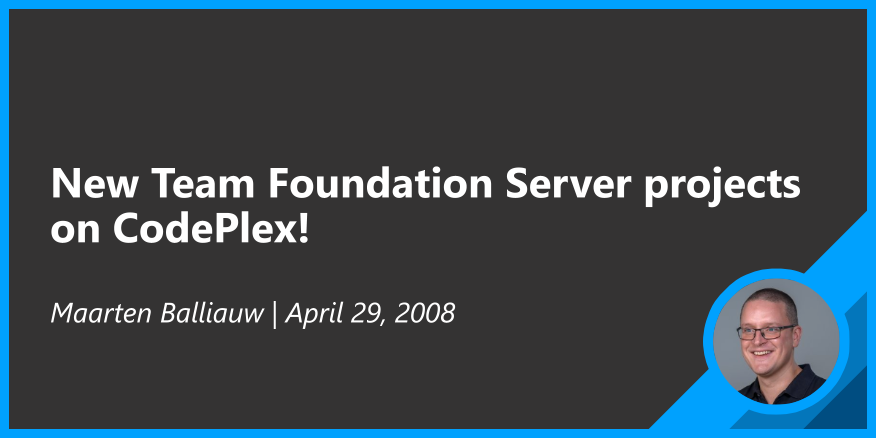 New Team Foundation Server projects
on CodePlex!
Maarten Balliauw | April 29, 2008